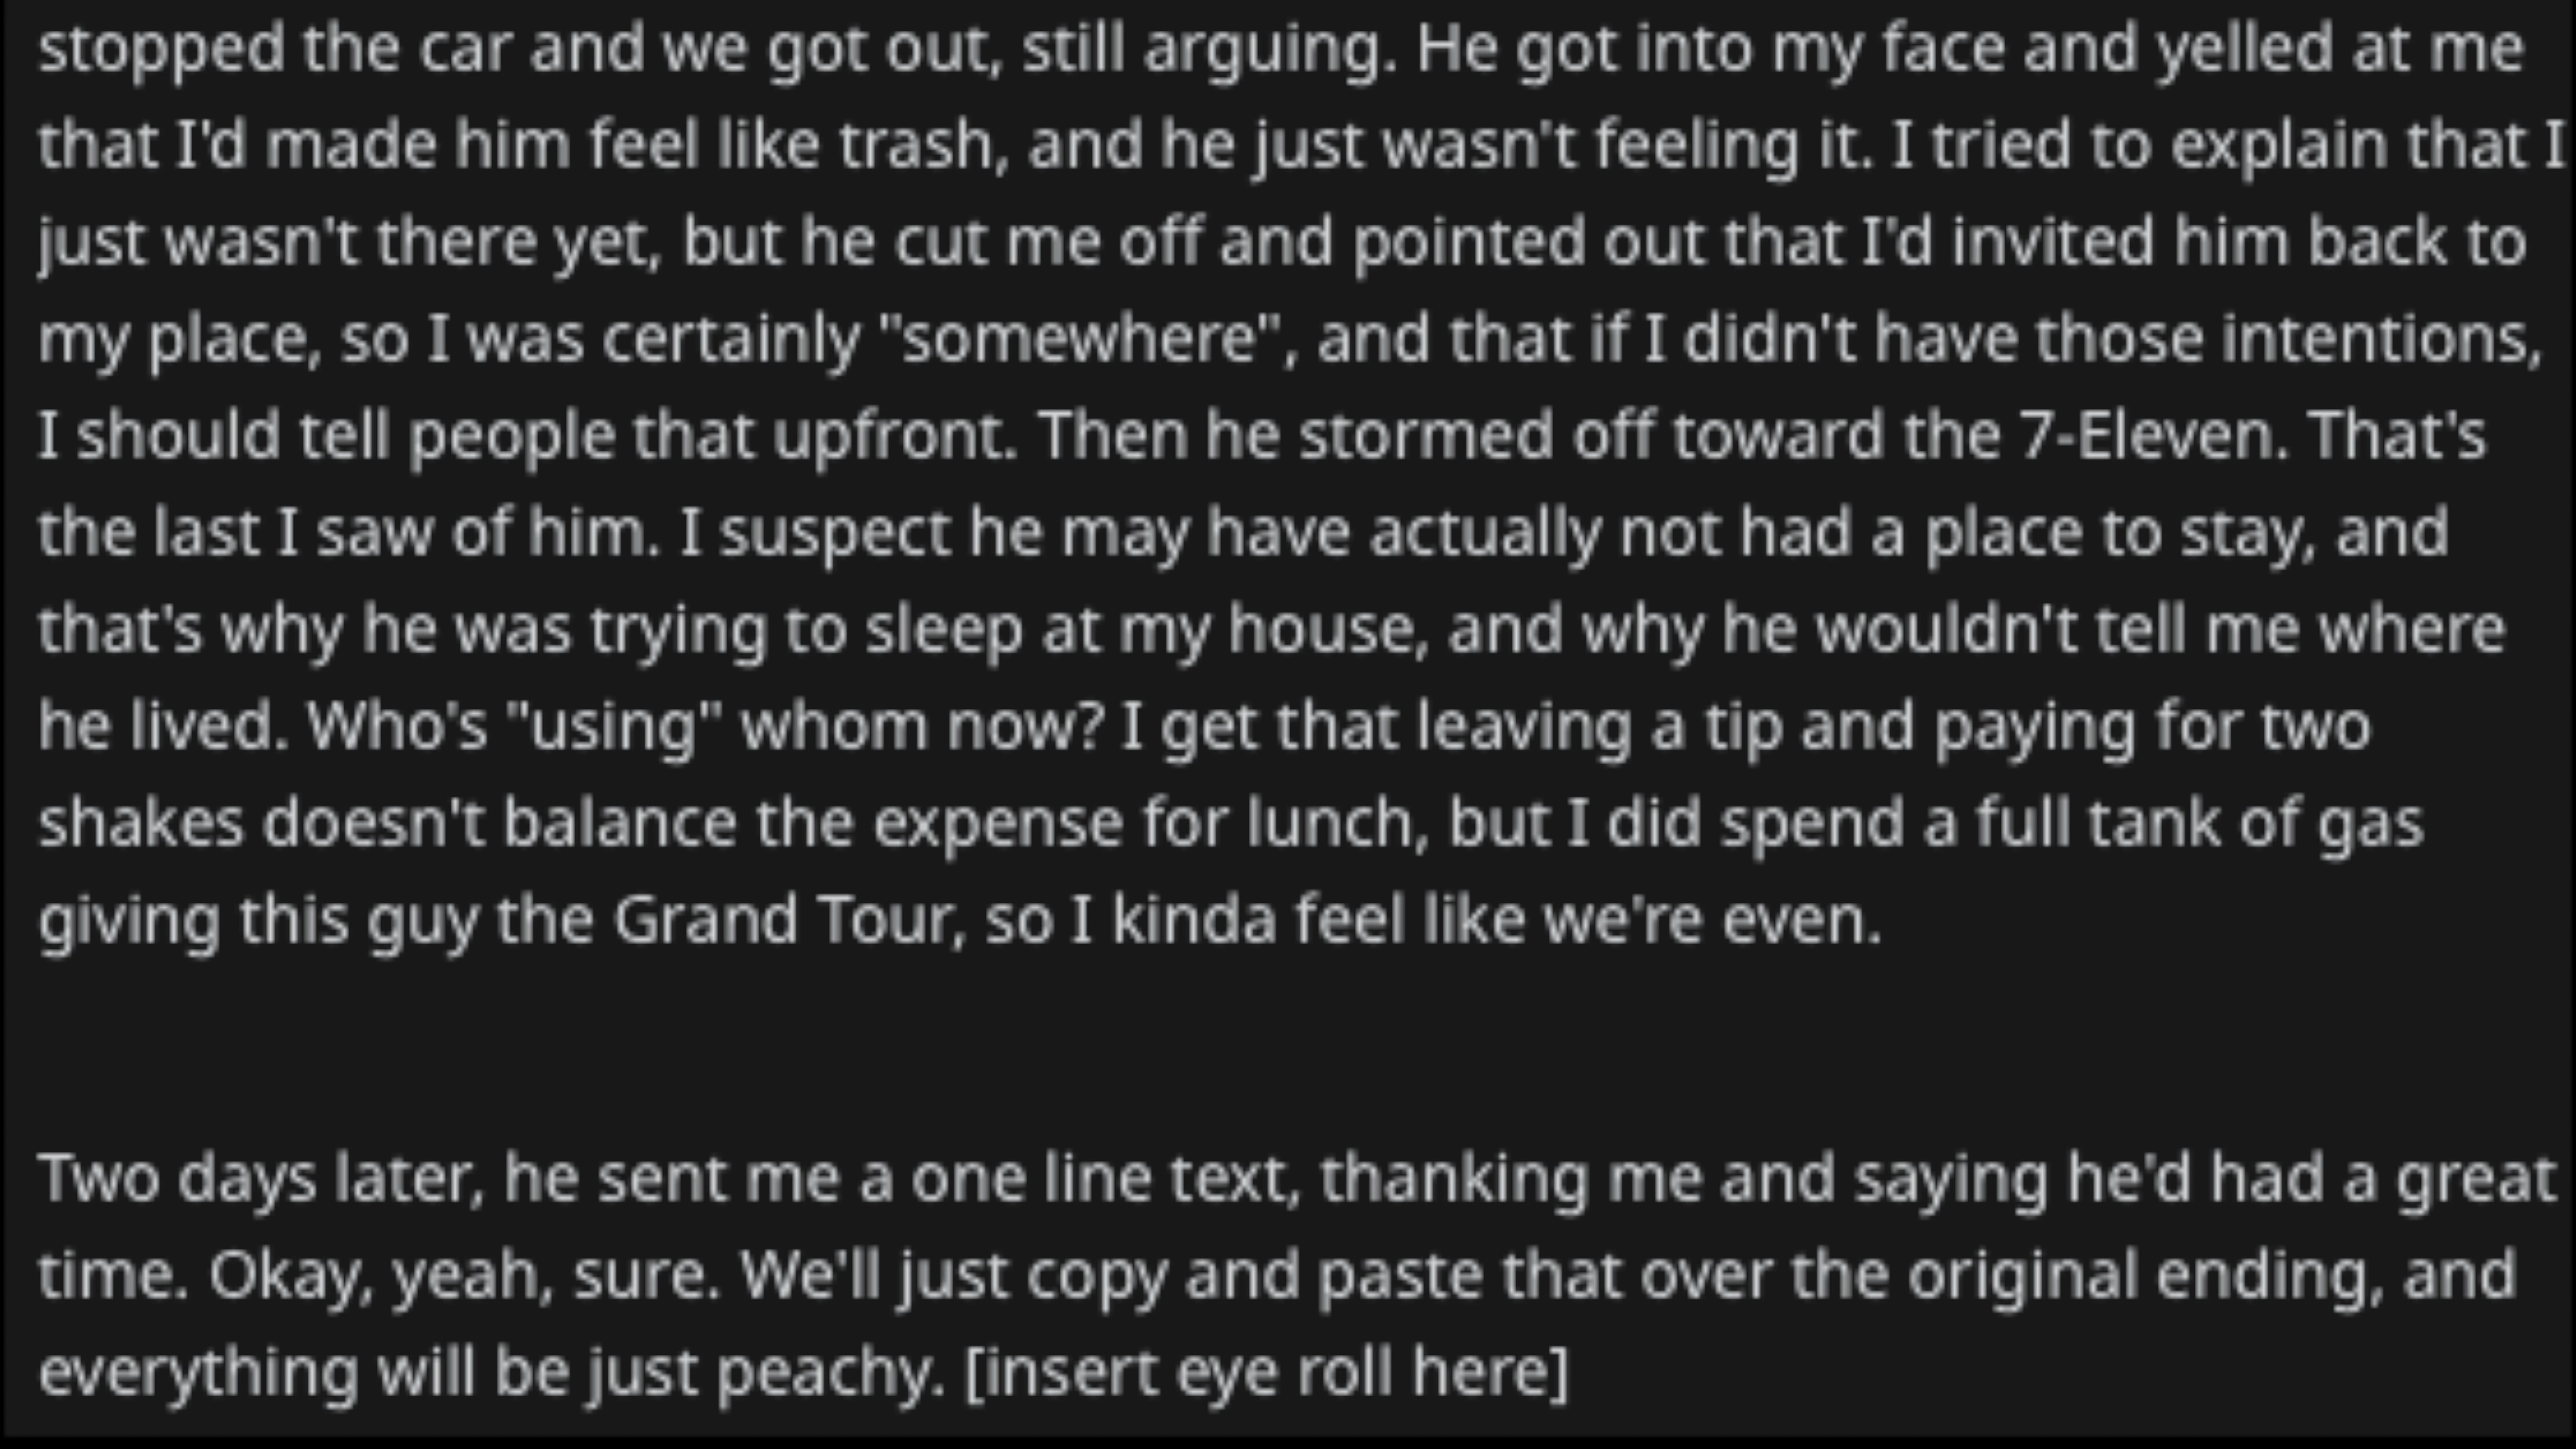 stopped the car and we got out, still arguing. He got into my face and yelled at me
that I'd made him feel like trash, and he just wasn't feeling it. I tried to explain that I
just wasn't there yet, but he cut me off and pointed out that I'd invited him back to
my place, so I was certainly "somewhere", and that if I didn't have those intentions,
I should tell people that upfront. Then he stormed off toward the 7-Eleven. That's
the last I saw of him. I suspect he may have actually not had a place to stay, and
that's why he was trying to sleep at my house, and why he wouldn't tell me where
he lived. Who's "using" whom now? I get that leaving a tip and paying for two
shakes doesn't balance the expense for lunch, but I did spend a full tank of gas
giving this guy the Grand Tour, so I kinda feel like we're even.
Two days later, he sent me a one line text, thanking me and saying he'd had a great
time. Okay, yeah, sure. We'll just copy and paste that over the original ending, and
everything will be just peachy. [insert eye roll here]